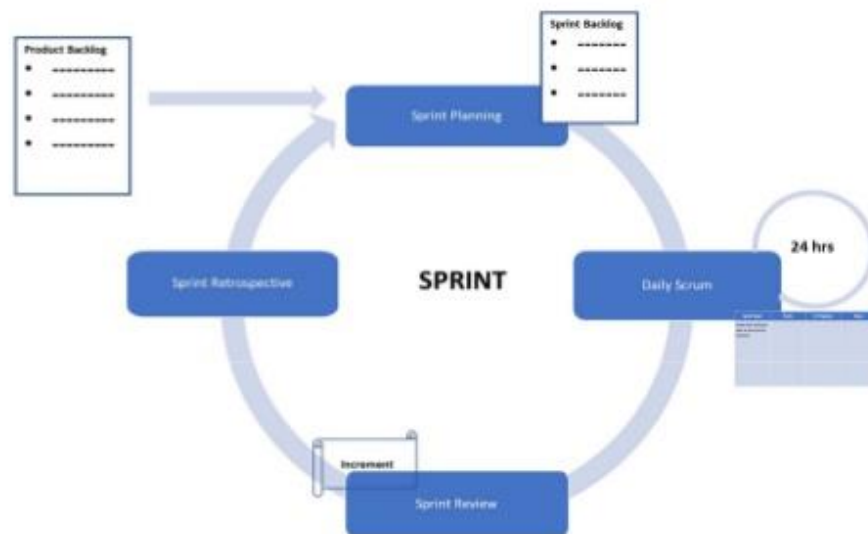 Product Backlog
Sprint Backlog
Sprint Planning
24 hrs
Sprint Retrospective
SPRINT
Daily Scrum
Increment
Sprint Review